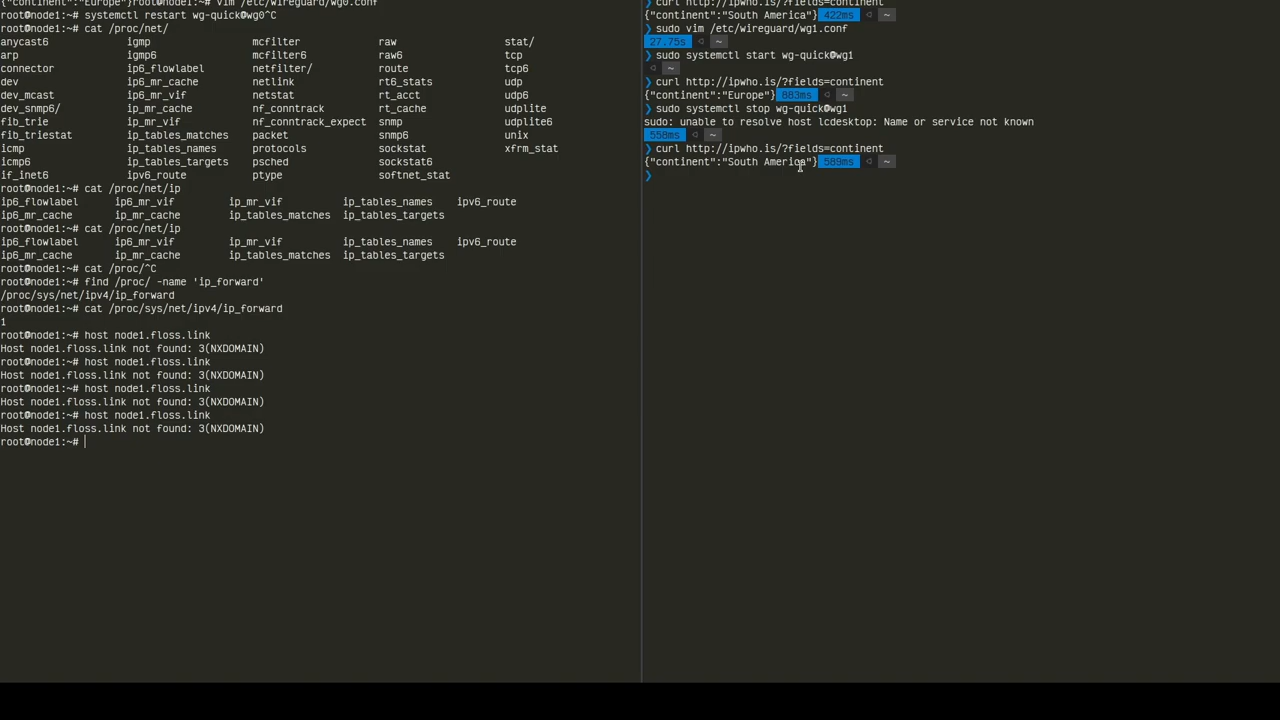 {"continent":"Europe"}root@node1:~# vim /etc/wireguard/wg0.conf
root@node1:~# systemctl restart wg-quick@wg0^C
root@node1:~# cat /proc/net/
anycast6 igmp mcfilter raw stat/
arp igmp6 mcfilter6 raw6 tcp
connector ip6_flowlabel netfilter/ route tcp6
dev ip6_mr_cache netlink rt6_stats udp
dev_mcast ip6_mr_vif netstat rt_acct udp6
dev_snmp6/ ip_mr_cache nf_conntrack rt_cache udplite
fib_trie ip_mr_vif nf_conntrack_expect snmp udplite6
fib_triestat ip_tables_matches packet snmp6 unix
icmp ip_tables_names protocols sockstat xfrm_stat
icmp6 ip_tables_targets psched sockstat6
if_inet6 ipv6_route ptype softnet_stat
root@node1:~# cat /proc/net/ip
ip6_flowlabel ip6_mr_vif ip_mr_vif ip_tables_names ipv6_route
ip6_mr_cache ip_mr_cache ip_tables_matches ip_tables_targets
root@node1:~# cat /proc/net/ip
ip6_flowlabel ip6_mr_vif ip_mr_vif ip_tables_names ipv6_route
ip6_mr_cache ip_mr_cache ip_tables_matches ip_tables_targets
root@node1:~# cat /proc/^C
root@node1:~# find /proc/ -name 'ip_forward'
/proc/sys/net/ipv4/ip_forward
root@node1:~# cat /proc/sys/net/ipv4/ip_forward
1
root@node1:~# host node1.floss.link
Host node1.floss.link not found: 3(NXDOMAIN)
root@node1:~# host node1.floss.link
Host node1.floss.link not found: 3(NXDOMAIN)
root@node1:~# host node1.floss.link
Host node1.floss.link not found: 3(NXDOMAIN)
root@node1:~# host node1.floss.link
Host node1.floss.link not found: 3(NXDOMAIN)
root@node1:~#
❯ curl http://ipwho.is/?fields=continent
{"continent":"South America"} 422ms ~
❯ sudo vim /etc/wireguard/wg1.conf
27.75s ~
❯ sudo systemctl start wg-quick@wg1
~
❯ curl http://ipwho.is/?fields=continent
{"continent":"Europe"} 883ms ~
❯ sudo systemctl stop wg-quick@wg1
sudo: unable to resolve host lcdesktop: Name or service not known
558ms ~
❯ curl http://ipwho.is/?fields=continent
{"continent":"South America"} 589ms ~
❯